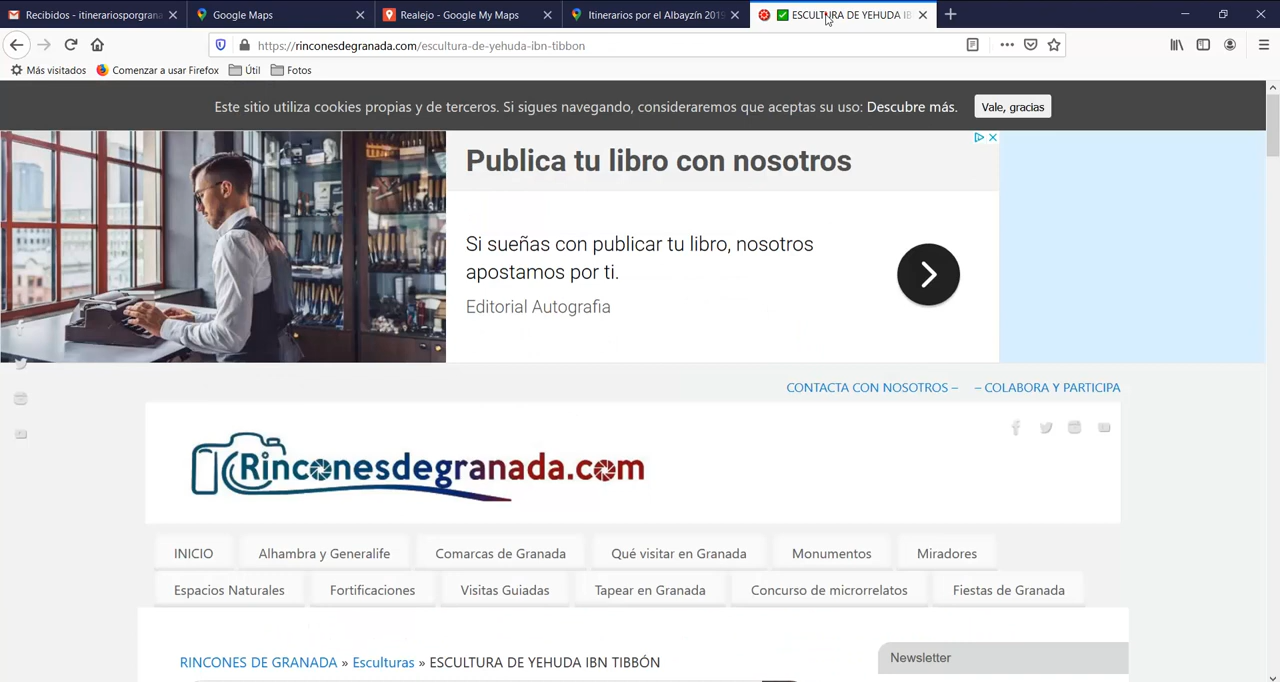 Recibidos - itinerariosporgrana
Google Maps
Realejo - Google My Maps
Itinerarios por el Albayzín 2015
ESCULTURA DE YEHUDA IB
https://rinconesdegranada.com/escultura-de-yehuda-ibn-tibbon
Más visitados
Comenzar a usar Firefox
Útil
Fotos
Este sitio utiliza cookies propias y de terceros. Si sigues navegando, consideraremos que aceptas su uso: Descubre más.
Vale, gracias
Publica tu libro con nosotros
Si sueñas con publicar tu libro, nosotros
apostamos por ti.
Editorial Autografia
CONTACTA CON NOSOTROS –
– COLABORA Y PARTICIPA
Rinconesdegranada.com
INICIO
Alhambra y Generalife
Comarcas de Granada
Qué visitar en Granada
Monumentos
Miradores
Espacios Naturales
Fortificaciones
Visitas Guiadas
Tapear en Granada
Concurso de microrrelatos
Fiestas de Granada
RINCONES DE GRANADA » Esculturas » ESCULTURA DE YEHUDA IBN TIBBÓN
Newsletter